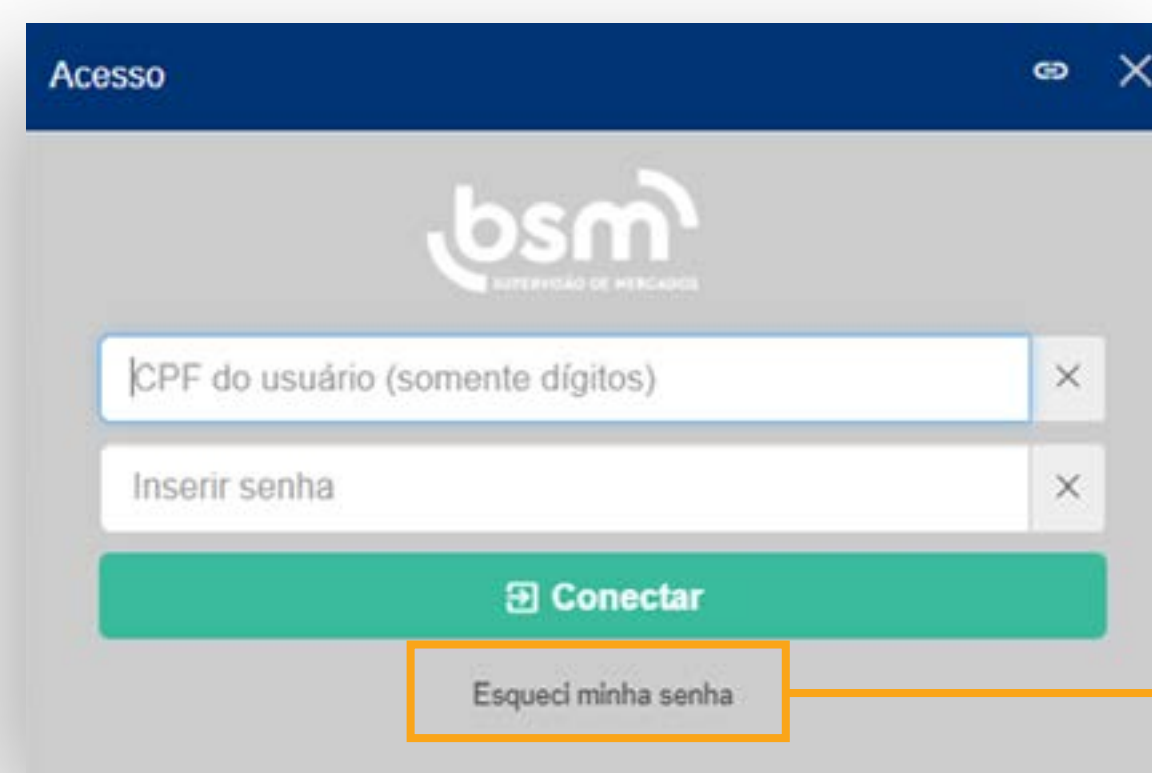 Acesso
bsm
SUPERVISÃO DE MERCADOS
CPF do usuário (somente dígitos)
Inserir senha
Conectar
Esqueci minha senha